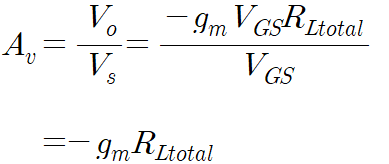 A_v = V_o / V_s = -g_m V_GS R_Ltotal / V_GS
= -g_m R_Ltotal